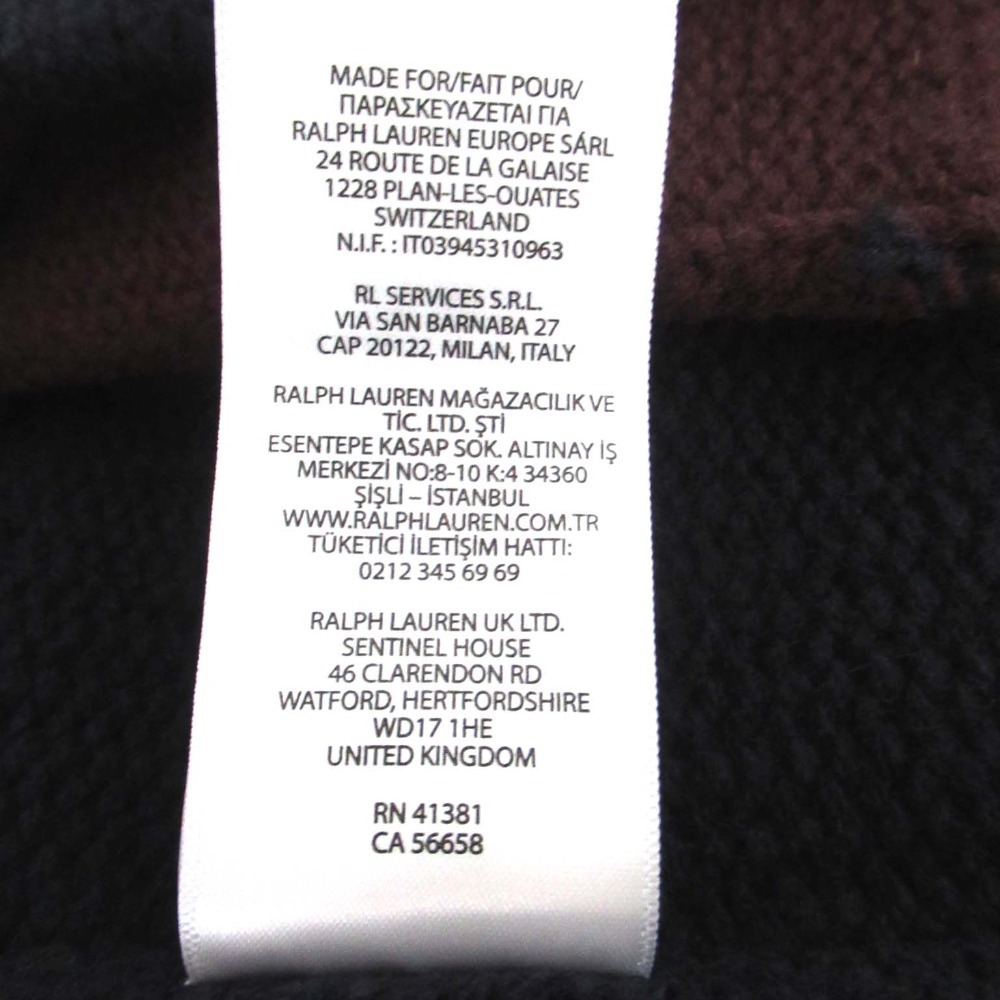 MADE FOR/FAIT POUR/
ΠΑΡΑΣΚΕΥΑΖΕΤΑΙ ΓΙΑ
RALPH LAUREN EUROPE SÁRL
24 ROUTE DE LA GALAISE
1228 PLAN-LES-OUATES
SWITZERLAND
N.I.F. : IT03945310963
RL SERVICES S.R.L.
VIA SAN BARNABA 27
CAP 20122, MILAN, ITALY
RALPH LAUREN MAĞAZACILIK VE
TİC. LTD. ŞTİ
ESENTEPE KASAP SOK. ALTINAY İŞ
MERKEZİ NO:8-10 K:4 34360
ŞİŞLİ – İSTANBUL
WWW.RALPHLAUREN.COM.TR
TÜKETİCİ İLETİŞİM HATTI:
0212 345 69 69
RALPH LAUREN UK LTD.
SENTINEL HOUSE
46 CLARENDON RD
WATFORD, HERTFORDSHIRE
WD17 1HE
UNITED KINGDOM
RN 41381
CA 56658